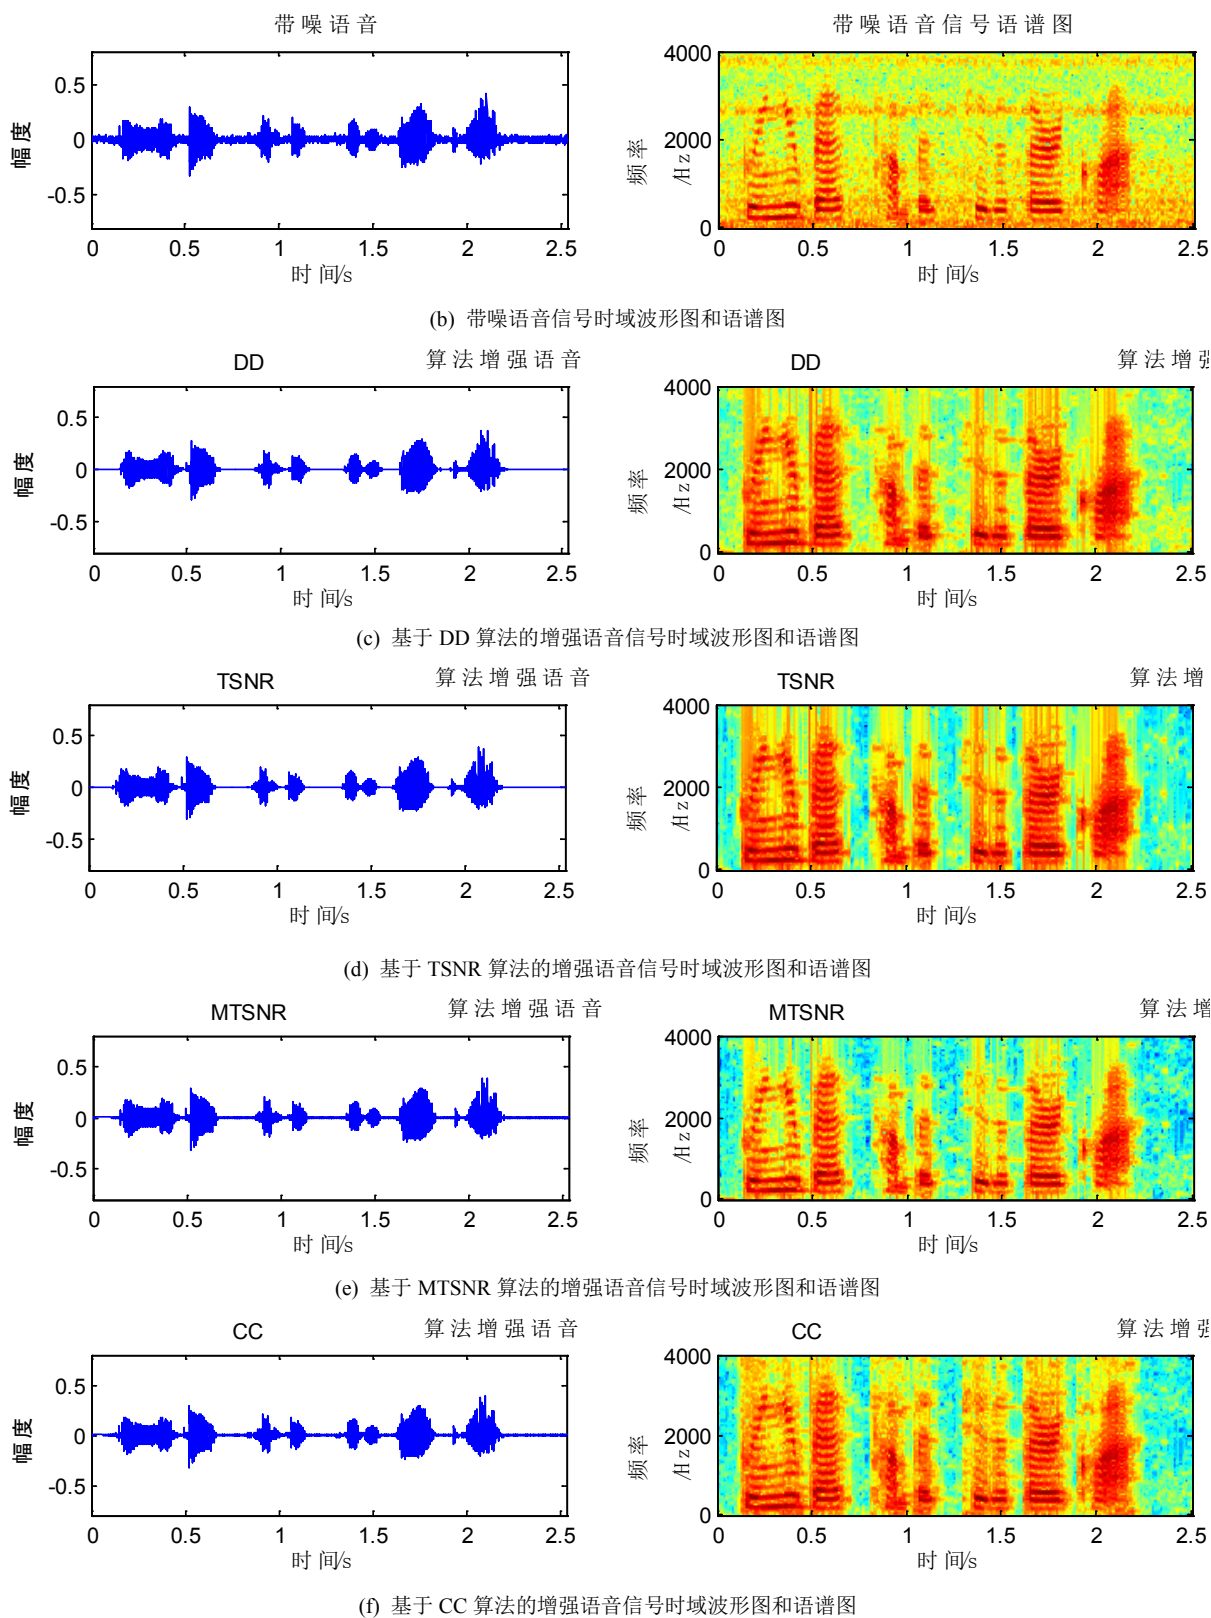 带噪语音 带噪语音信号语谱图
幅度 0.5 0 -0.5
频率 /Hz 4000 2000 0
0 0.5 1 1.5 2 2.5 0 0.5 1 1.5 2 2.5
时间/s 时间/s
(b) 带噪语音信号时域波形图和语谱图
DD 算法增强语音 DD 算法增强
幅度 0.5 0 -0.5
频率 /Hz 4000 2000 0
0 0.5 1 1.5 2 2.5 0 0.5 1 1.5 2 2.5
时间/s 时间/s
(c) 基于 DD 算法的增强语音信号时域波形图和语谱图
TSNR 算法增强语音 TSNR 算法增
幅度 0.5 0 -0.5
频率 /Hz 4000 2000 0
0 0.5 1 1.5 2 2.5 0 0.5 1 1.5 2 2.5
时间/s 时间/s
(d) 基于 TSNR 算法的增强语音信号时域波形图和语谱图
MTSNR 算法增强语音 MTSNR 算法增
幅度 0.5 0 -0.5
频率 /Hz 4000 2000 0
0 0.5 1 1.5 2 2.5 0 0.5 1 1.5 2 2.5
时间/s 时间/s
(e) 基于 MTSNR 算法的增强语音信号时域波形图和语谱图
CC 算法增强语音 CC 算法增强
幅度 0.5 0 -0.5
频率 /Hz 4000 2000 0
0 0.5 1 1.5 2 2.5 0 0.5 1 1.5 2 2.5
时间/s 时间/s
(f) 基于 CC 算法的增强语音信号时域波形图和语谱图